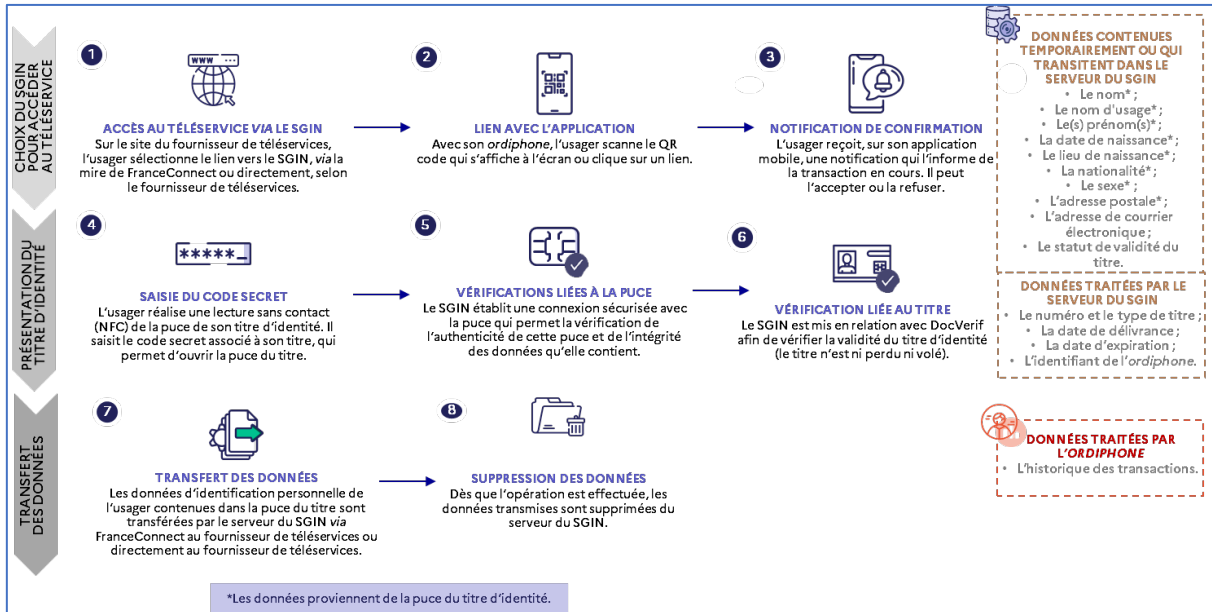 CHOIX DU SGIN
POUR ACCÉDER
AU TÉLÉSERVICE
1
WWW
ACCÈS AU TÉLÉSERVICE VIA LE SGIN
Sur le site du fournisseur de téléservices,
l'usager sélectionne le lien vers le SGIN, via la
mire de FranceConnect ou directement, selon
le fournisseur de téléservices.
2
LIEN AVEC L'APPLICATION
Avec son ordiphone, l'usager scanne le QR
code qui s'affiche à l'écran ou clique sur un lien.
3
NOTIFICATION DE CONFIRMATION
L'usager reçoit, sur son application
mobile, une notification qui l'informe de
la transaction en cours. Il peut
l'accepter ou la refuser.
PRÉSENTATION DU
TITRE D'IDENTITÉ
4
*****_
SAISIE DU CODE SECRET
L'usager réalise une lecture sans contact
(NFC) de la puce de son titre d'identité. Il
saisit le code secret associé à son titre, qui
permet d'ouvrir la puce du titre.
5
VÉRIFICATIONS LIÉES À LA PUCE
Le SGIN établit une connexion sécurisée avec
la puce qui permet la vérification de
l'authenticité de cette puce et de l'intégrité
des données qu'elle contient.
6
VÉRIFICATION LIÉE AU TITRE
Le SGIN est mis en relation avec DocVerif
afin de vérifier la validité du titre d'identité
(le titre n'est ni perdu ni volé).
TRANSFERT
DES DONNÉES
7
TRANSFERT DES DONNÉES
Les données d'identification personnelle de
l'usager contenues dans la puce du titre sont
transférées par le serveur du SGIN via
FranceConnect au fournisseur de téléservices ou
directement au fournisseur de téléservices.
8
SUPPRESSION DES DONNÉES
Dès que l'opération est effectuée, les
données transmises sont supprimées du
serveur du SGIN.
DONNÉES CONTENUES
TEMPORAIREMENT OU QUI
TRANSITENT DANS LE
SERVEUR DU SGIN
• Le nom* ;
• Le nom d'usage* ;
• Le(s) prénom(s)* ;
• La date de naissance* ;
• Le lieu de naissance* ;
• La nationalité* ;
• Le sexe* ;
• L'adresse postale* ;
• L'adresse de courrier
électronique ;
• Le statut de validité du
titre.
DONNÉES TRAITÉES PAR LE
SERVEUR DU SGIN
• Le numéro et le type de titre ;
• La date de délivrance ;
• La date d'expiration ;
• L'identifiant de l'ordiphone.
DONNÉES TRAITÉES PAR
L'ORDIPHONE
• L'historique des transactions.
*Les données proviennent de la puce du titre d'identité.